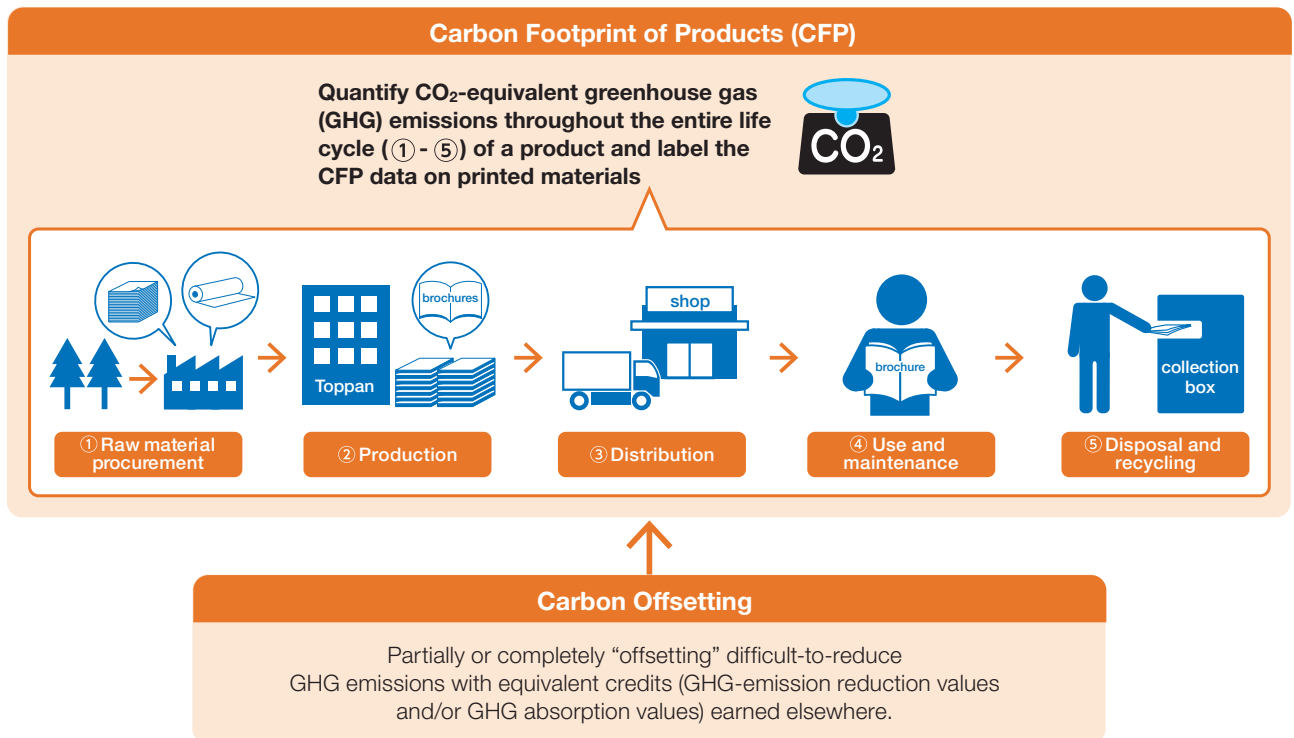 Carbon Footprint of Products (CFP)
Quantify CO₂-equivalent greenhouse gas
(GHG) emissions throughout the entire life
cycle (① - ⑤) of a product and label the
CFP data on printed materials
CO₂
brochures
Toppan
shop
brochure
collection
box
① Raw material
procurement
② Production
③ Distribution
④ Use and
maintenance
⑤ Disposal and
recycling
Carbon Offsetting
Partially or completely “offsetting” difficult-to-reduce
GHG emissions with equivalent credits (GHG-emission reduction values
and/or GHG absorption values) earned elsewhere.